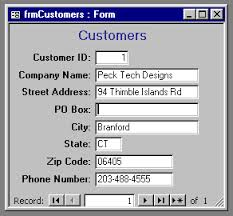 frmCustomers : Form
Customers
Customer ID: 1
Company Name: Peck Tech Designs
Street Address: 94 Thimble Islands Rd
PO Box:
City: Branford
State: CT
Zip Code: 06405
Phone Number: 203-488-4555
Record: 1 of 1